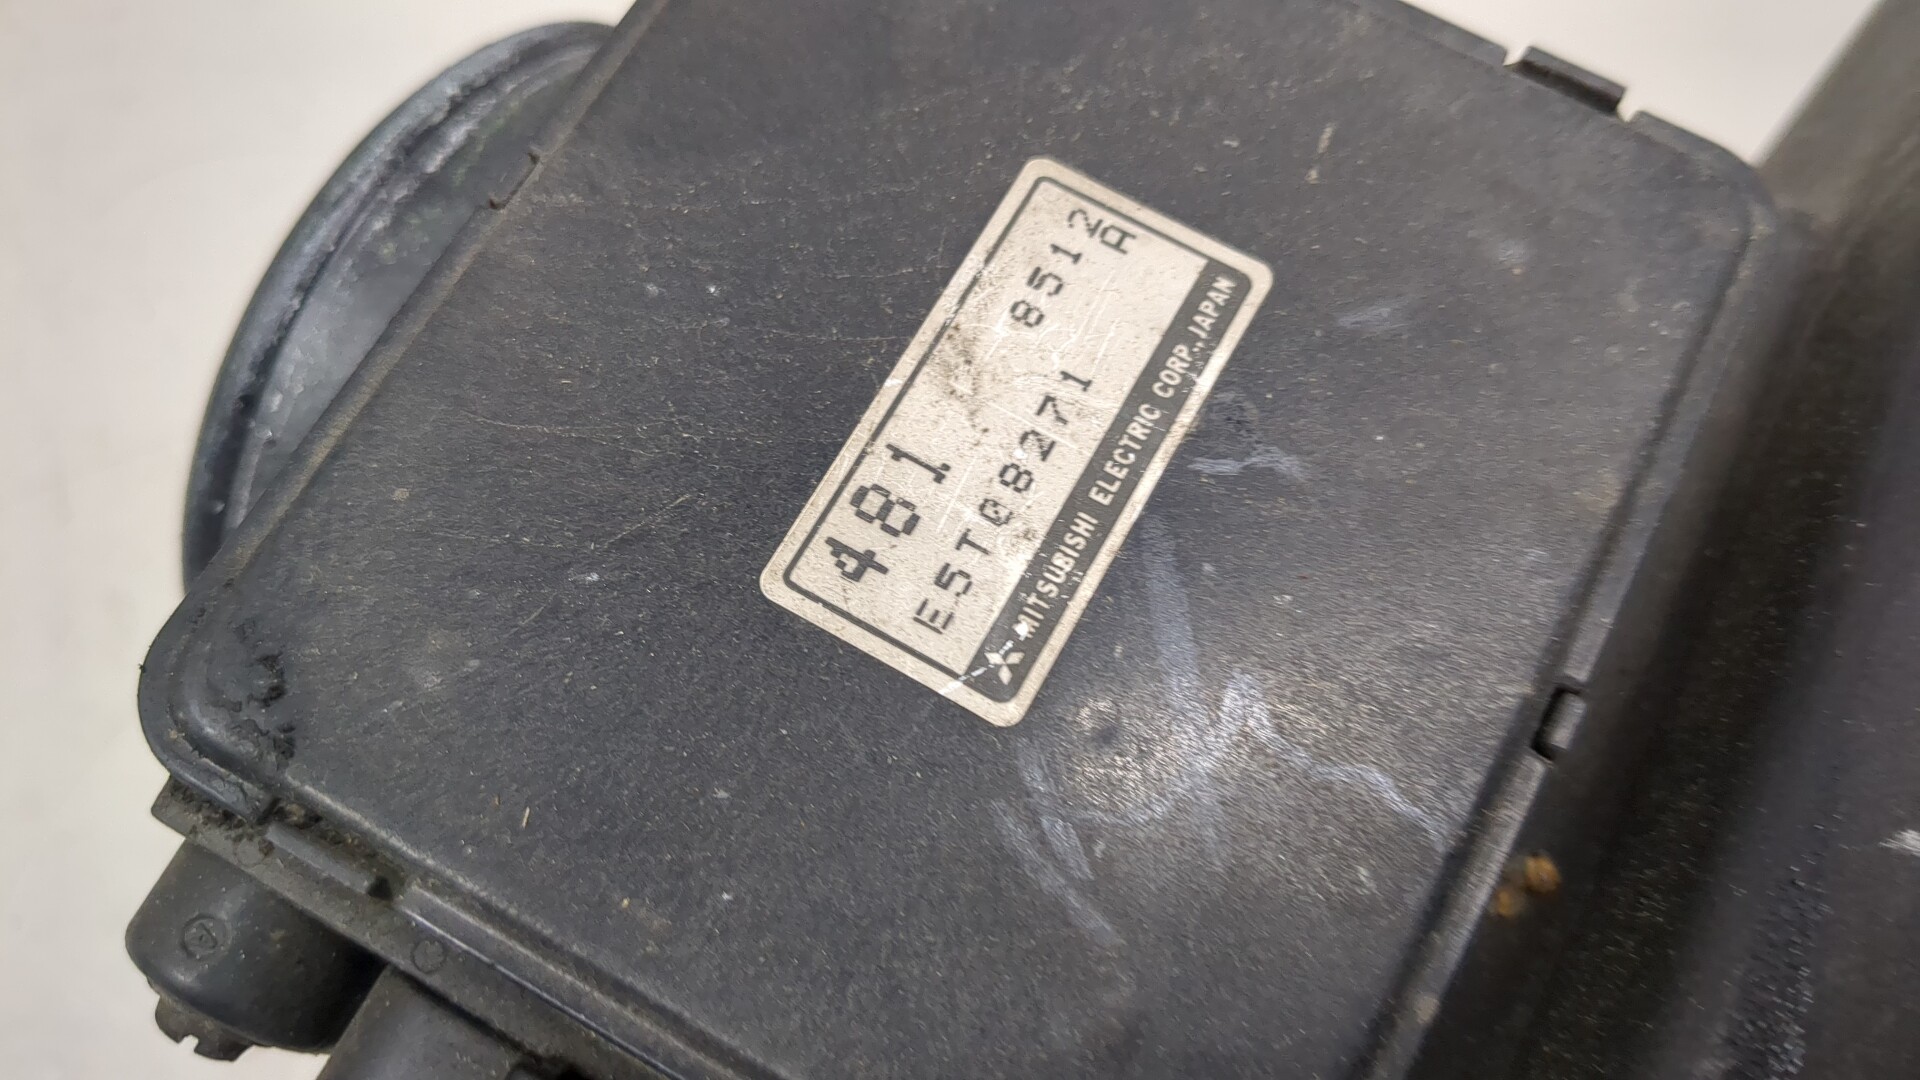 481 8512
E5T08271 A
MITSUBISHI ELECTRIC CORP. JAPAN